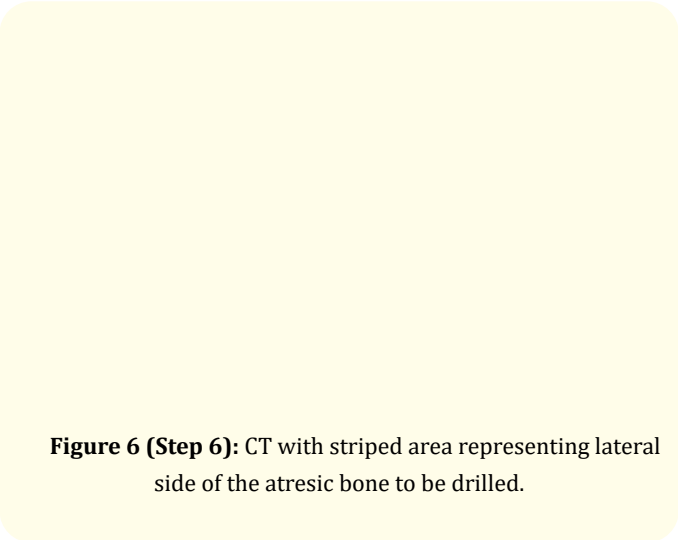 Figure 6 (Step 6): CT with striped area representing lateral
side of the atresic bone to be drilled.